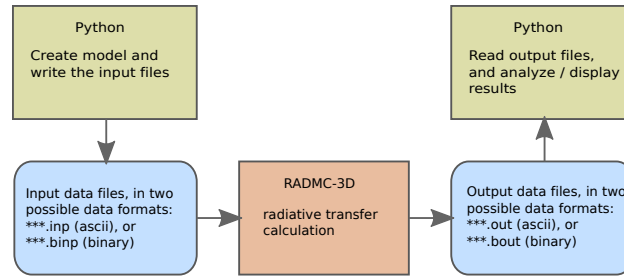 Python
Create model and
write the input files
Python
Read output files,
and analyze / display
results
Input data files, in two
possible data formats:
***.inp (ascii), or
***.binp (binary)
RADMC-3D
radiative transfer
calculation
Output data files, in two
possible data formats:
***.out (ascii), or
***.bout (binary)